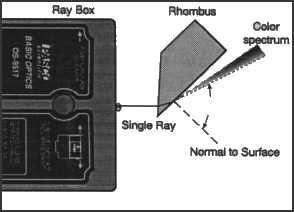 Ray Box
Rhombus
Color
spectrum
BASIC OPTICS
OS-8517
Single Ray
Normal to Surface